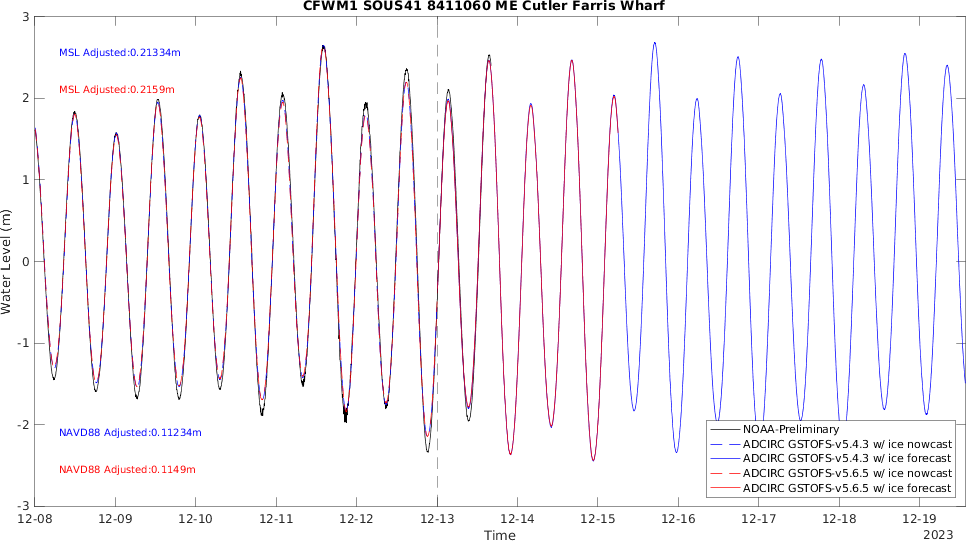 CFWM1 SOUS41 8411060 ME Cutler Farris Wharf
3
2
1
0
-1
-2
-3
Water Level (m)
MSL Adjusted:0.21334m
MSL Adjusted:0.2159m
NAVD88 Adjusted:0.11234m
NAVD88 Adjusted:0.1149m
NOAA-Preliminary
ADCIRC GSTOFS-v5.4.3 w/ ice nowcast
ADCIRC GSTOFS-v5.4.3 w/ ice forecast
ADCIRC GSTOFS-v5.6.5 w/ ice nowcast
ADCIRC GSTOFS-v5.6.5 w/ ice forecast
12-08 12-09 12-10 12-11 12-12 12-13 12-14 12-15 12-16 12-17 12-18 12-19
Time
2023